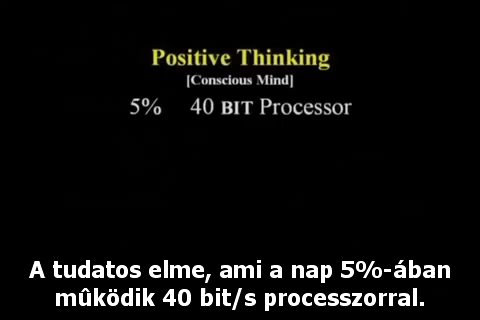 Positive Thinking
[Conscious Mind]
5% 40 BIT Processor
A tudatos elme, ami a nap 5%-ában
mûködik 40 bit/s processzorral.